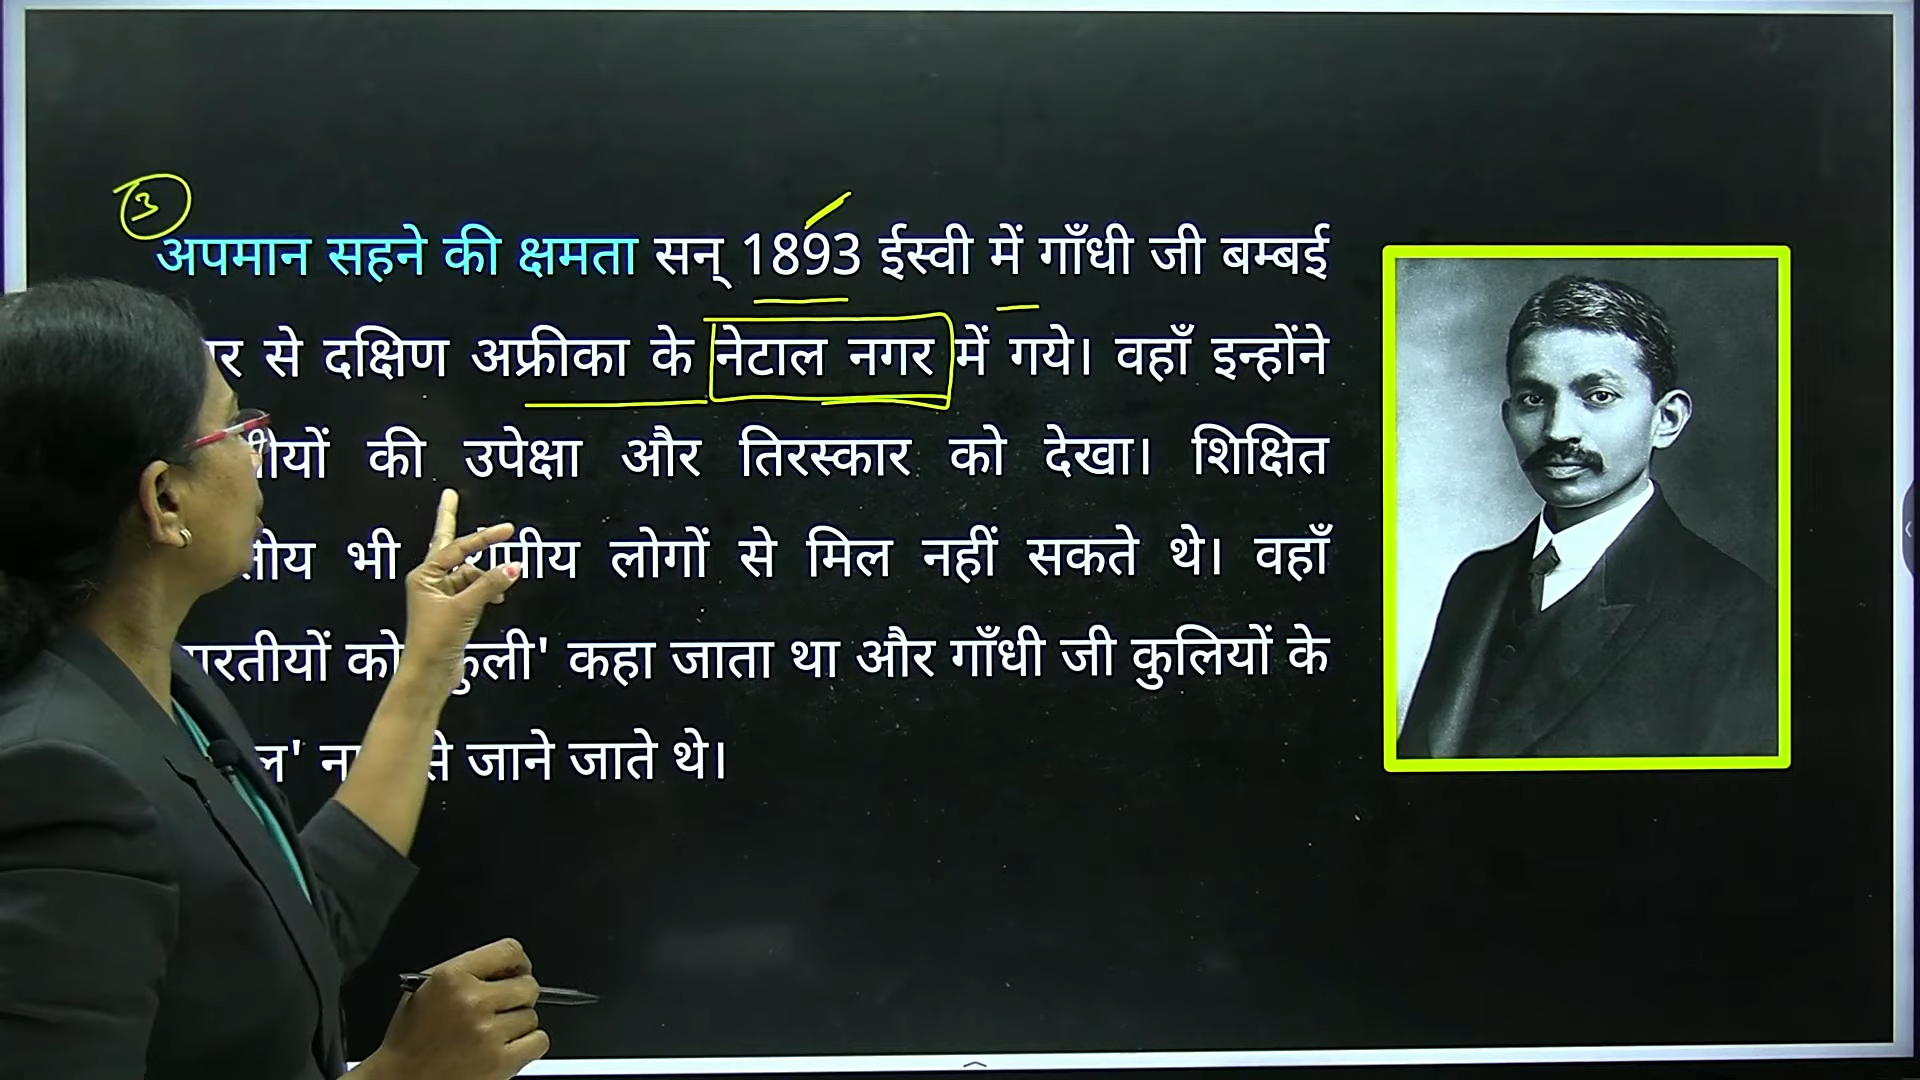 3
अपमान सहने की क्षमता सन् 1893 ईस्वी में गाँधी जी बम्बई
से दक्षिण अफ्रीका के नेटाल नगर में गये। वहाँ इन्होंने
की उपेक्षा और तिरस्कार को देखा। शिक्षित
भी लोगों से मिल नहीं सकते थे। वहाँ
को कहा जाता था और गाँधी जी कुलियों के
से जाने जाते थे।